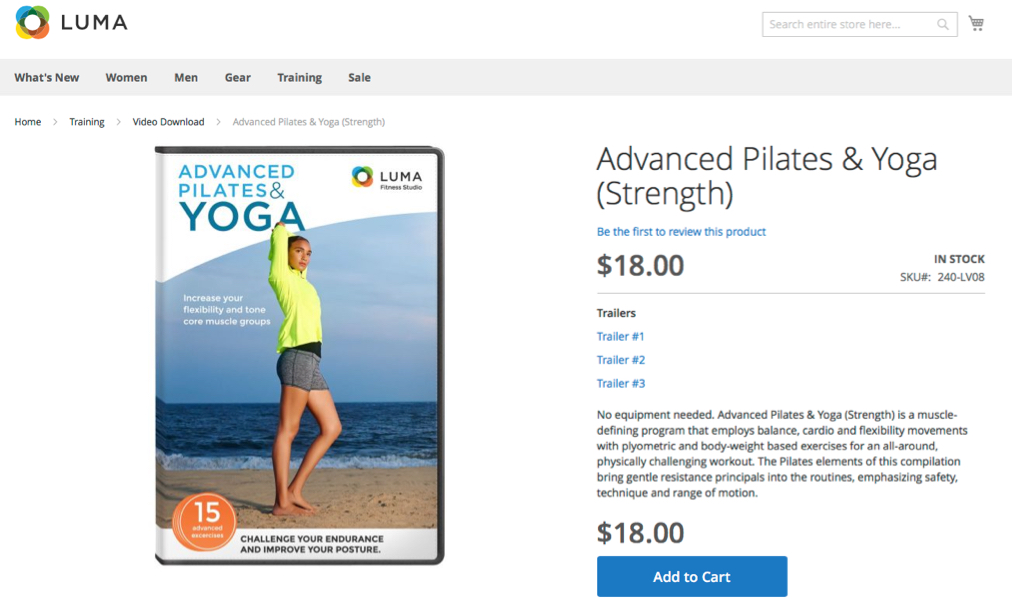 LUMA
Search entire store here...
What's New
Women
Men
Gear
Training
Sale
Home > Training > Video Download > Advanced Pilates & Yoga (Strength)
ADVANCED
PILATES&
YOGA
LUMA
Fitness Studio
Increase your
flexibility and tone
core muscle groups
15
advanced
excercises
CHALLENGE YOUR ENDURANCE
AND IMPROVE YOUR POSTURE.
Advanced Pilates & Yoga
(Strength)
Be the first to review this product
$18.00
IN STOCK
SKU#: 240-LV08
Trailers
Trailer #1
Trailer #2
Trailer #3
No equipment needed. Advanced Pilates & Yoga (Strength) is a muscle-
defining program that employs balance, cardio and flexibility movements
with plyometric and body-weight based exercises for an all-around,
physically challenging workout. The Pilates elements of this compilation
bring gentle resistance principals into the routines, emphasizing safety,
technique and range of motion.
$18.00
Add to Cart